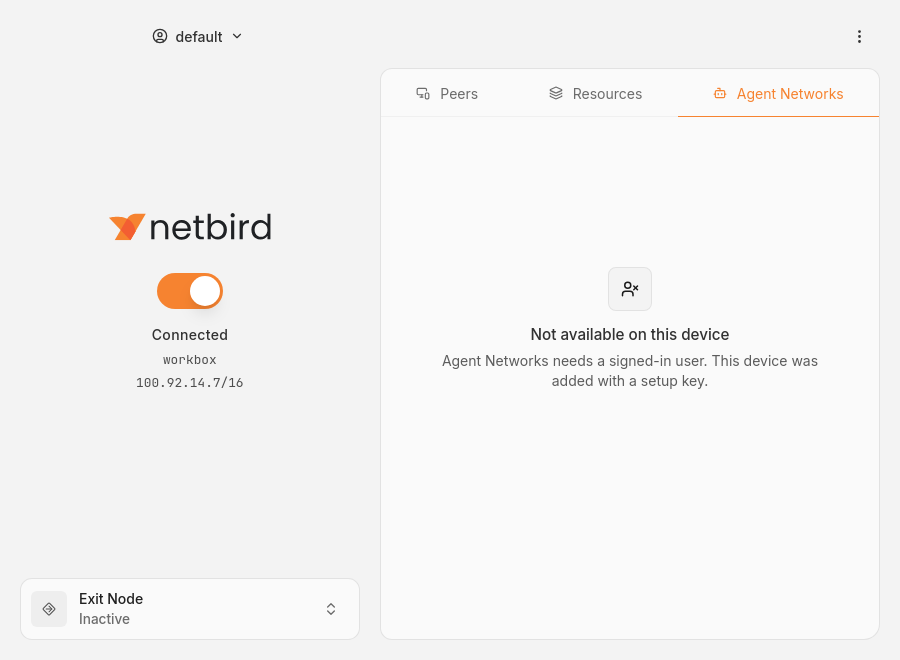 default
Peers
Resources
Agent Networks
netbird
Connected
workbox
100.92.14.7/16
Not available on this device
Agent Networks needs a signed-in user. This device was
added with a setup key.
Exit Node
Inactive